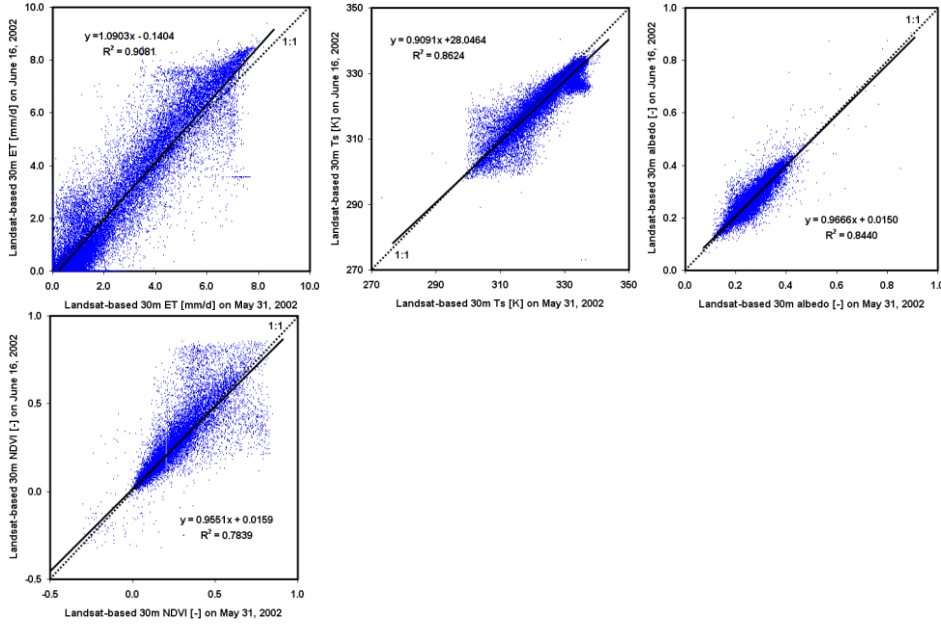 10.0
8.0
6.0
4.0
2.0
0.0
Landsat-based 30m ET [mm/d] on June 16, 2002
y=1.0903x - 0.1404
R² = 0.9081
1:1
0.0 2.0 4.0 6.0 8.0 10.0
Landsat-based 30m ET [mm/d] on May 31, 2002
350
330
310
290
270
Landsat-based 30m Ts [K] on June 16, 2002
y = 0.9091x +28.0464
R² = 0.8624
1:1
270 290 310 330 350
Landsat-based 30m Ts [K] on May 31, 2002
1.0
0.8
0.6
0.4
0.2
0.0
Landsat-based 30m albedo [-] on June 16, 2002
1:1
y = 0.9666x + 0.0150
R² = 0.8440
0.0 0.2 0.4 0.6 0.8 1.0
Landsat-based 30m albedo [-] on May 31, 2002
1.0
0.5
0.0
-0.5
Landsat-based 30m NDVI [-] on June 16, 2002
1:1
y = 0.9551x + 0.0159
R² = 0.7839
-0.5 0.0 0.5 1.0
Landsat-based 30m NDVI [-] on May 31, 2002